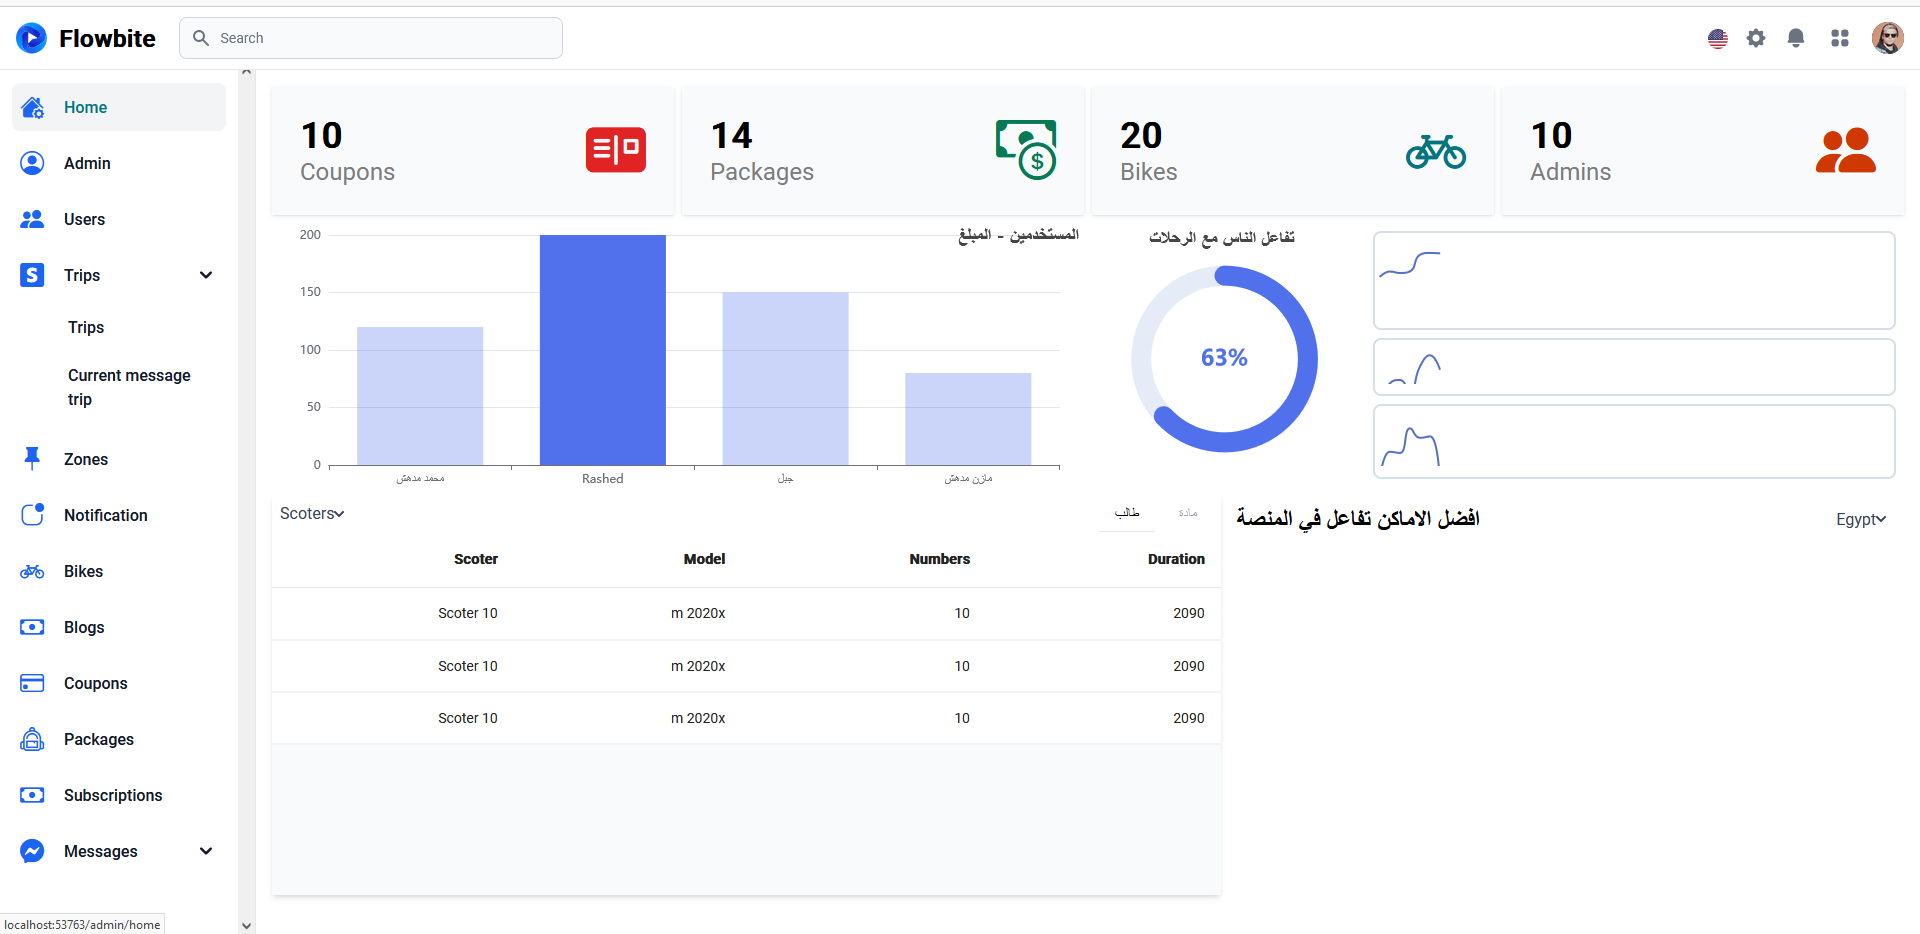 Flowbite
Search
Home
Admin
Users
S Trips
Trips
Current message
trip
Zones
Notification
Bikes
Blogs
Coupons
Packages
Subscriptions
Messages
10
Coupons
14
Packages
$
20
Bikes
10
Admins
المستخدمين - المبلغ
200
150
100
50
0
محمد مدهش
Rashed
جبل
مازن مدهش
تفاعل الناس مع الرحلات
63%
Scoters
طالب
مادة
Scoter Model Numbers Duration
Scoter 10 m 2020x 10 2090
Scoter 10 m 2020x 10 2090
Scoter 10 m 2020x 10 2090
افضل الاماكن تفاعل في المنصة
Egypt
localhost:53763/admin/home